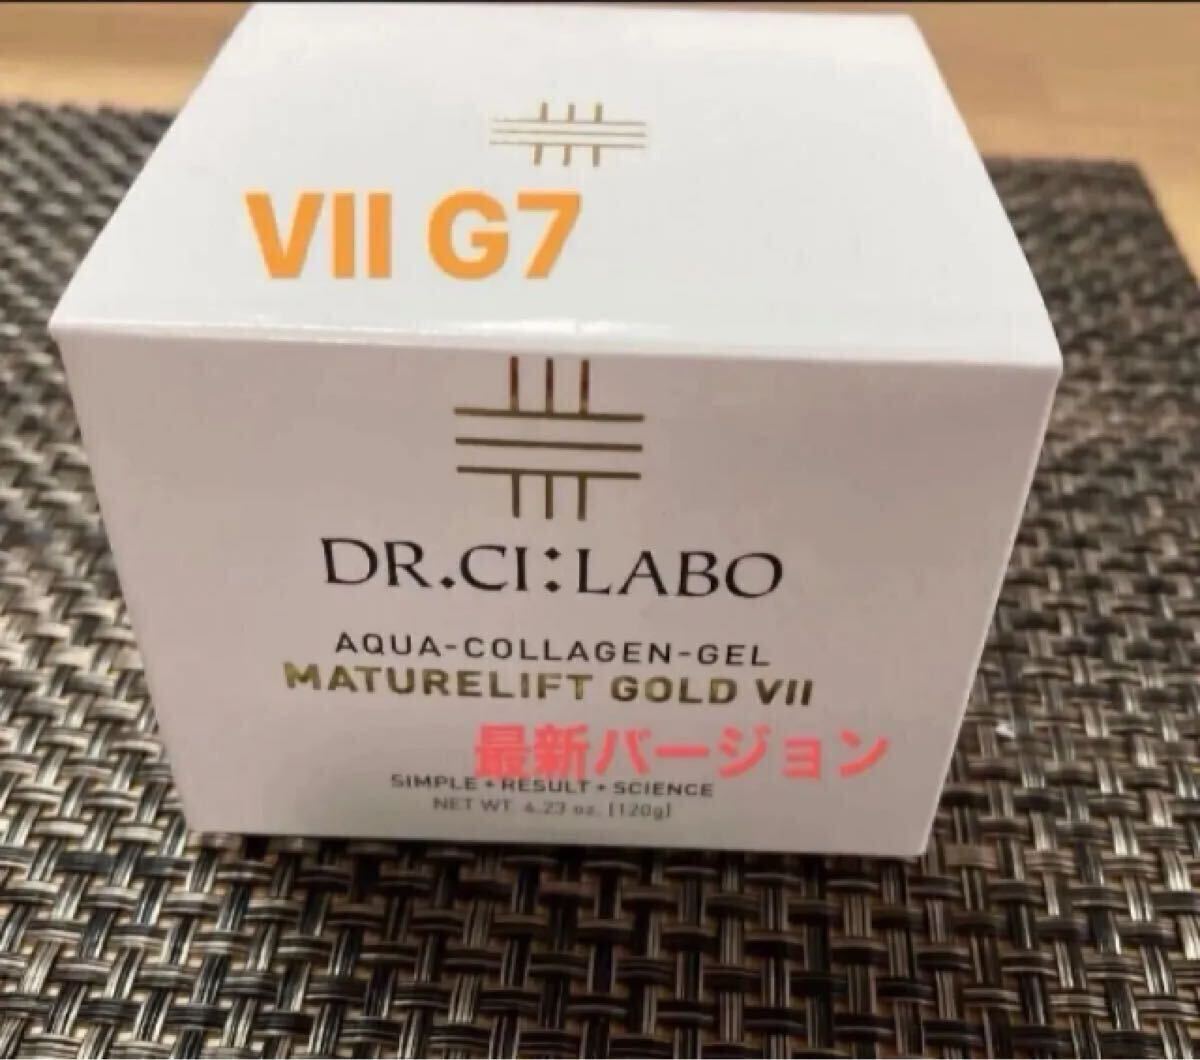 VII G7
DR.CI:LABO
AQUA-COLLAGEN-GEL
MATURELIFT GOLD VII
最新バージョン
SIMPLE + RESULT + SCIENCE
NET WT. 4.23 oz. [120g]